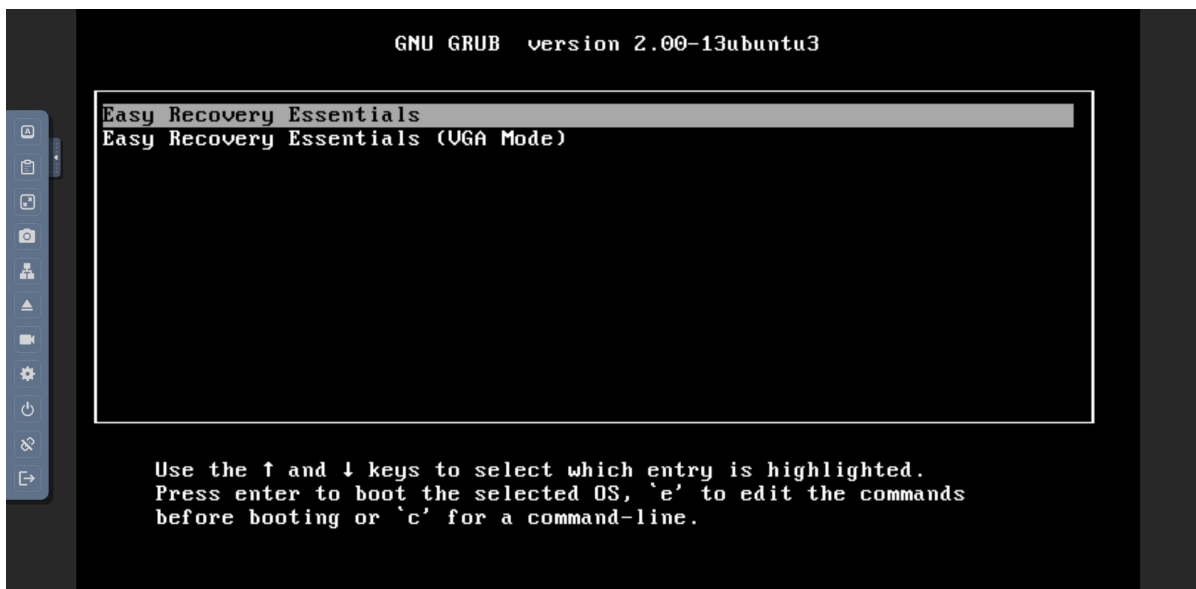 GNU GRUB version 2.00-13ubuntu3
Easy Recovery Essentials
Easy Recovery Essentials (VGA Mode)
Use the ↑ and ↓ keys to select which entry is highlighted.
Press enter to boot the selected OS, `e' to edit the commands
before booting or `c' for a command-line.